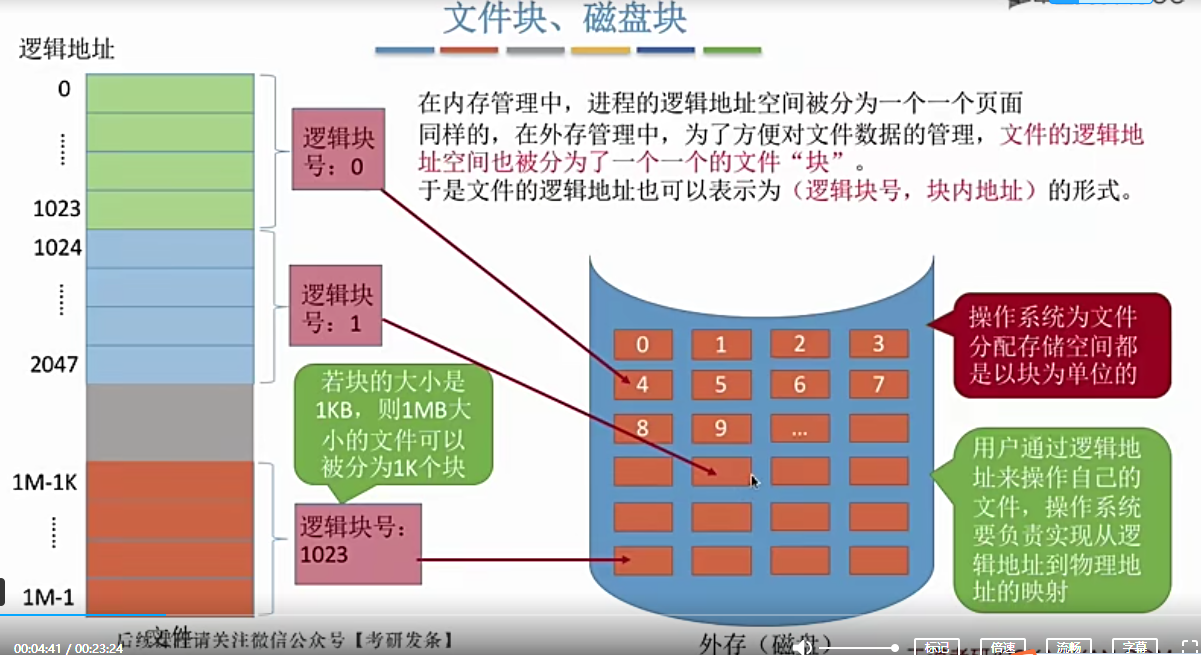 文件块、磁盘块
逻辑地址
0
1023
1024
2047
1M-1K
1M-1
文件
逻辑块
号：0
逻辑块
号：1
若块的大小是
1KB，则1MB大
小的文件可以
被分为1K个块
逻辑块号：
1023
在内存管理中，进程的逻辑地址空间被分为一个一个页面
同样的，在外存管理中，为了方便对文件数据的管理，文件的逻辑地
址空间也被分为了一个一个的文件“块”。
于是文件的逻辑地址也可以表示为（逻辑块号，块内地址）的形式。
0 1 2 3
4 5 6 7
8 9 ...
外存（磁盘）
操作系统为文件
分配存储空间都
是以块为单位的
用户通过逻辑地
址来操作自己的
文件，操作系统
要负责实现从逻
辑地址到物理地
址的映射
请关注微信公众号【考研发条】
00:04:41 / 00:23:24
标记 倍速 流畅 字幕